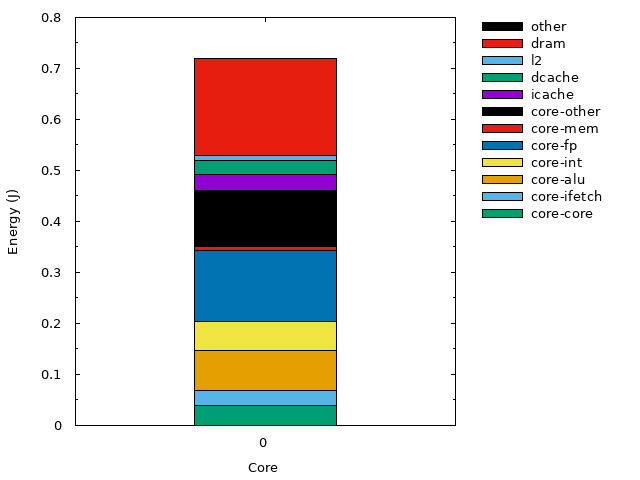 0.8
0.7
0.6
0.5
0.4
0.3
0.2
0.1
0
Energy (J)
0
Core
other
dram
l2
dcache
icache
core-other
core-mem
core-fp
core-int
core-alu
core-ifetch
core-core